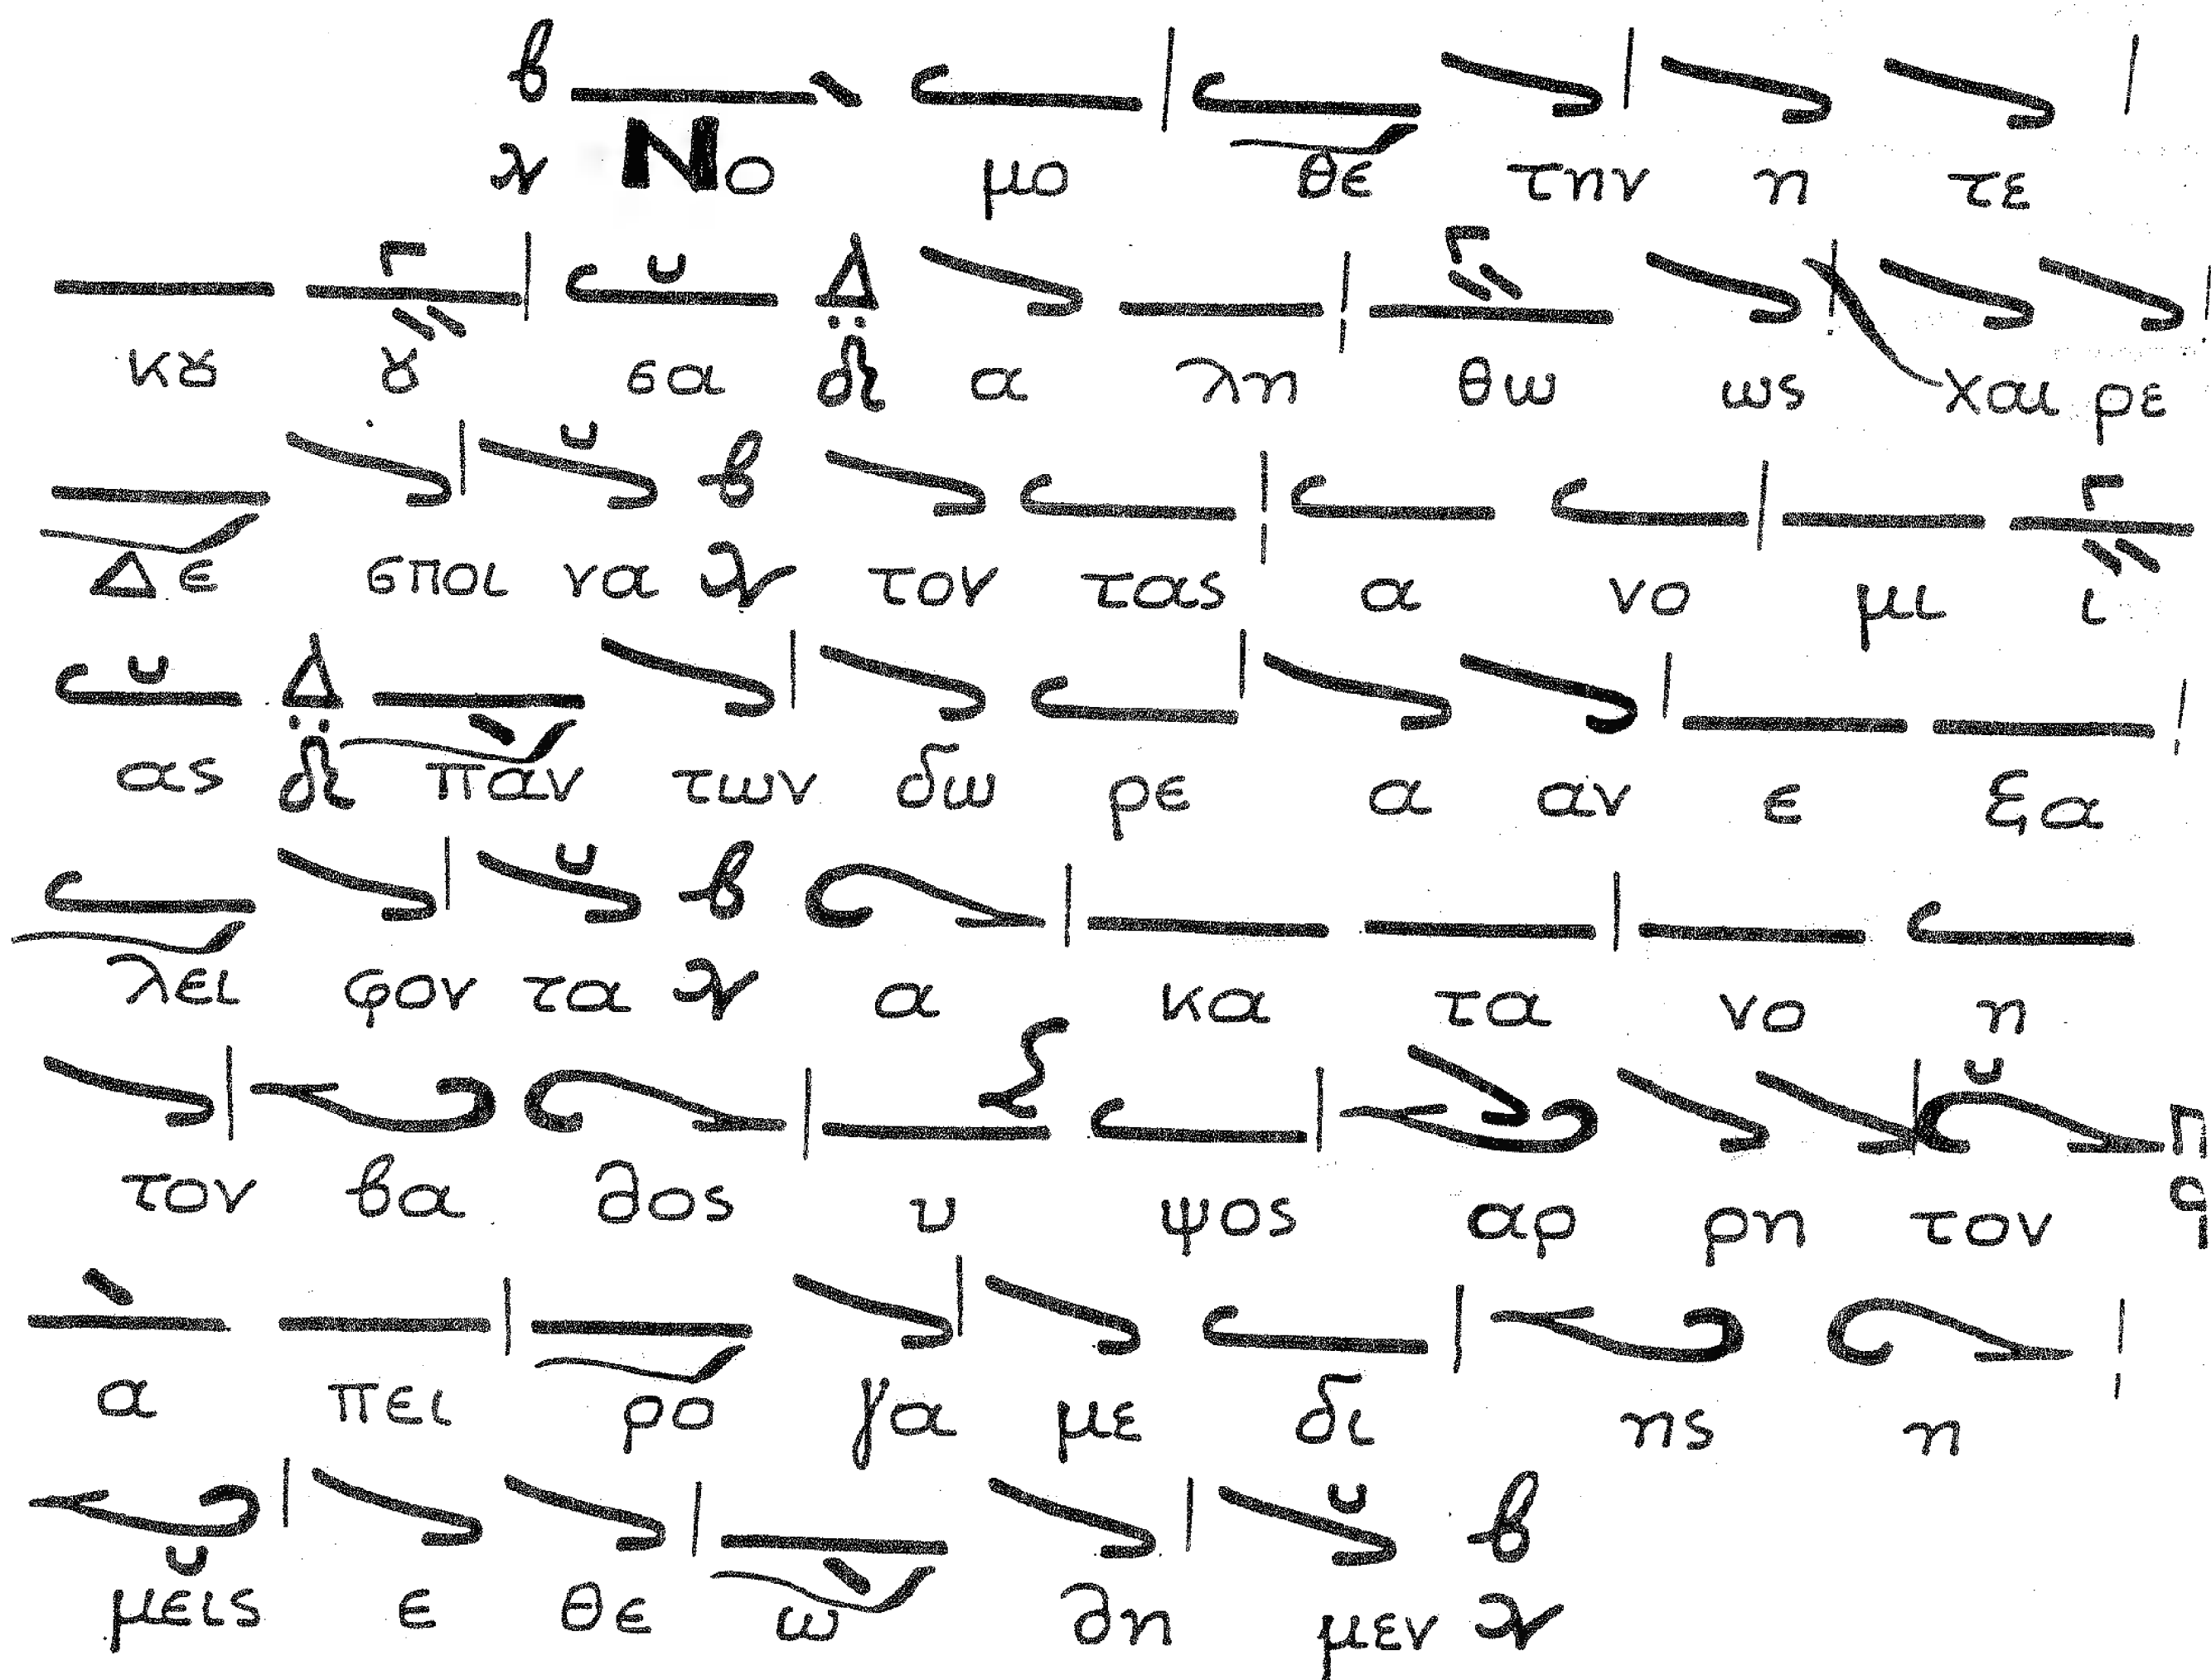 Νο μο θε την η τε
κȣ ȣ σα α λη θω ως χαι ρε
Δε σποι να τον τας α νο μι ι
ας παν των δω ρε α αν ε ξα
λει φον τα α κα τα νο η
τον βα θος υ ψος αρ ρη τον
α πει ρο γα με δι ης η
μεις ε θε ω θη μεν